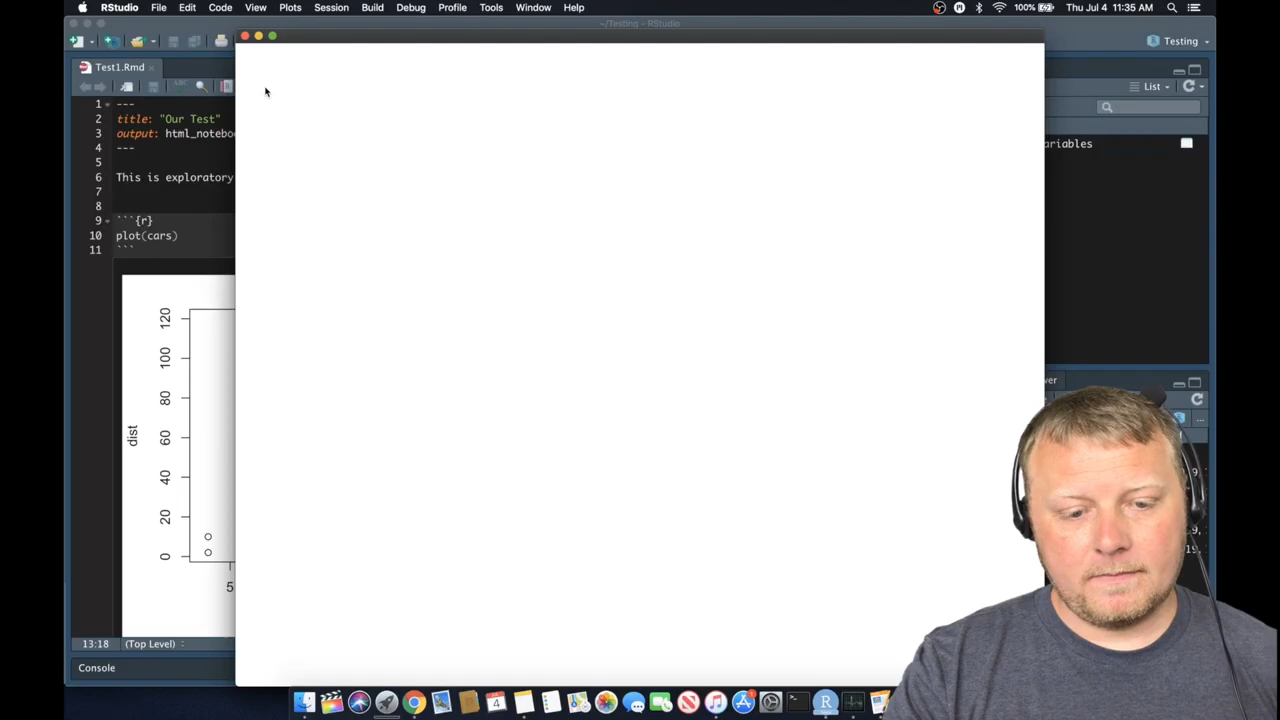 RStudio File Edit Code View Plots Session Build Debug Profile Tools Window Help 100% Thu Jul 4 11:35 AM
~/Testing - RStudio
Testing
Test1.Rmd
List
1 ---
2 title: "Our Test"
3 output: html_notebo
4 ---
ariables
5
6 This is exploratory
7
8
9 ```{r}
10 plot(cars)
11 ```
120
100
80
60
40
20
0
dist
5
wer
13:18 (Top Level)
Console